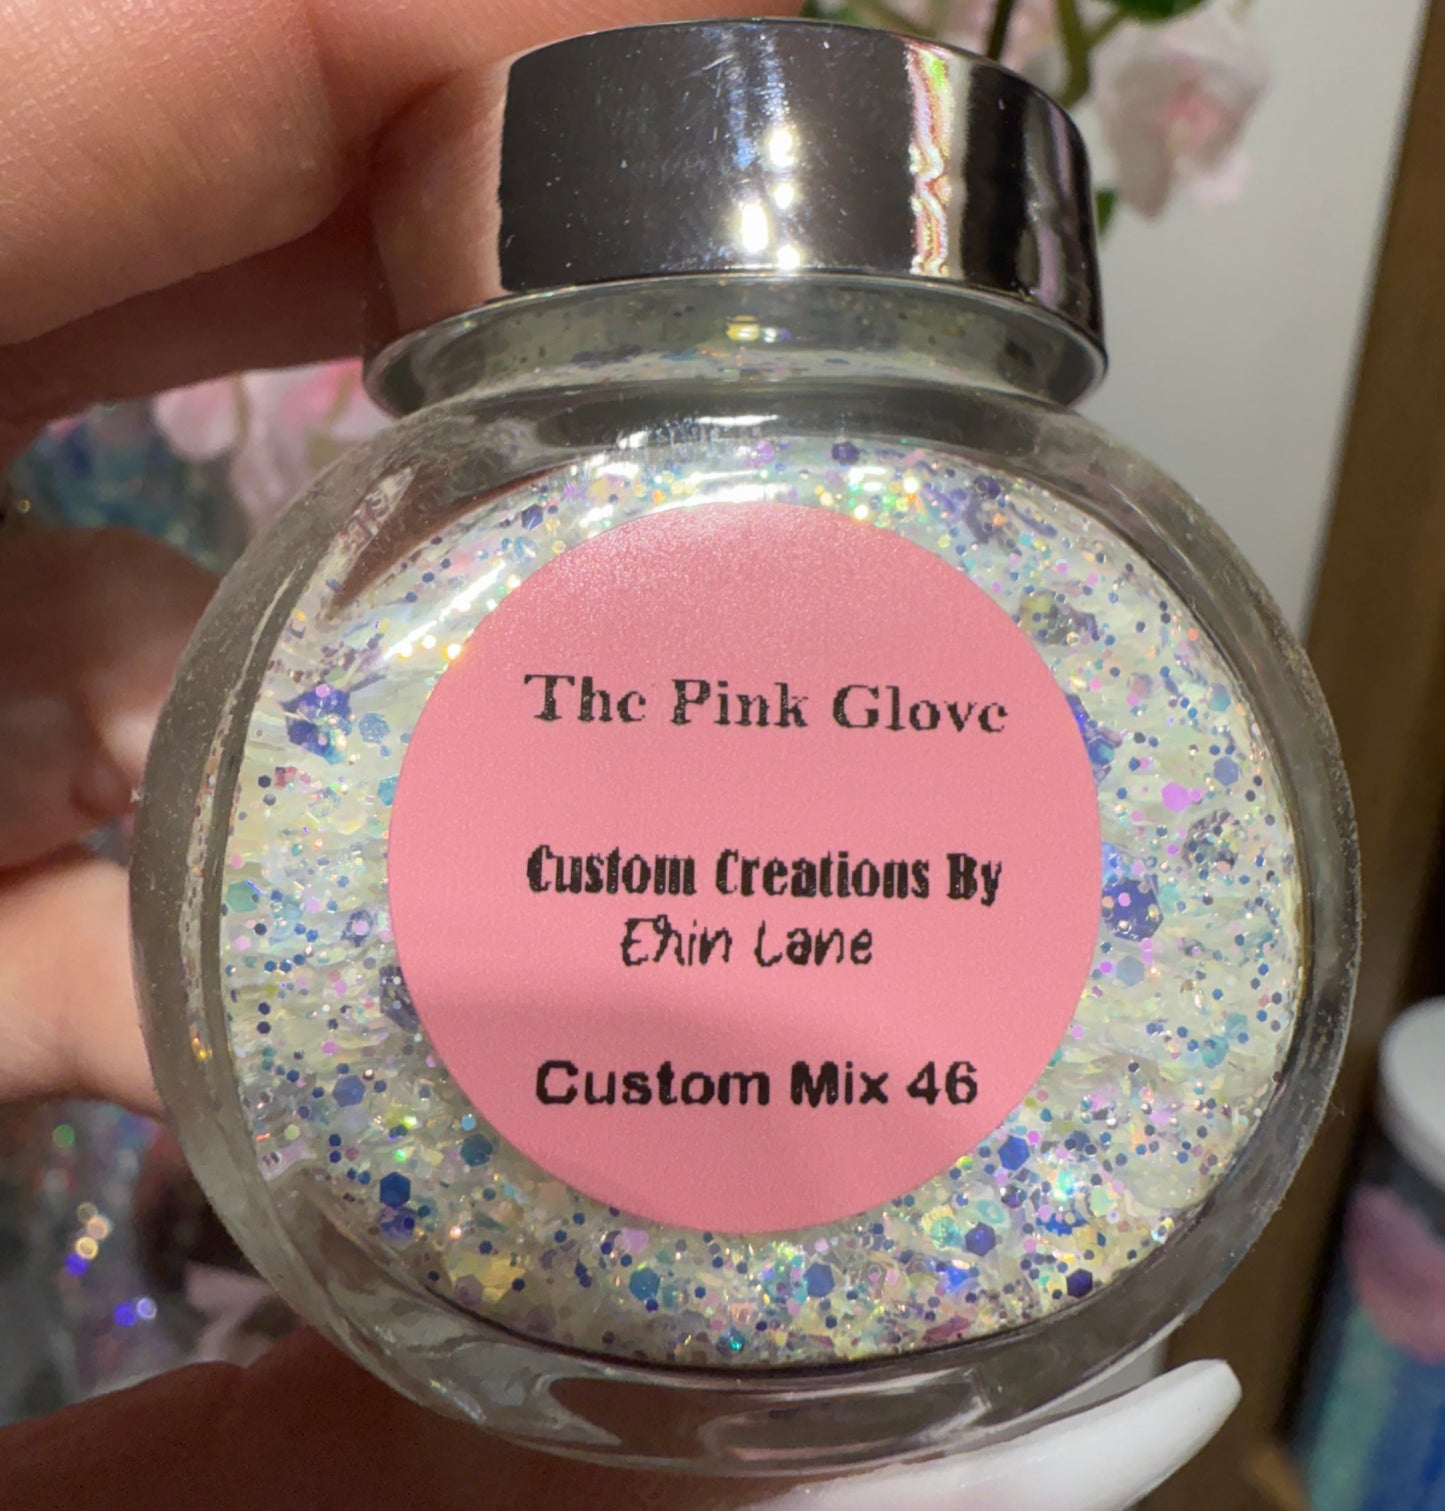 The Pink Glove
Custom Creations By
Erin Lane
Custom Mix 46